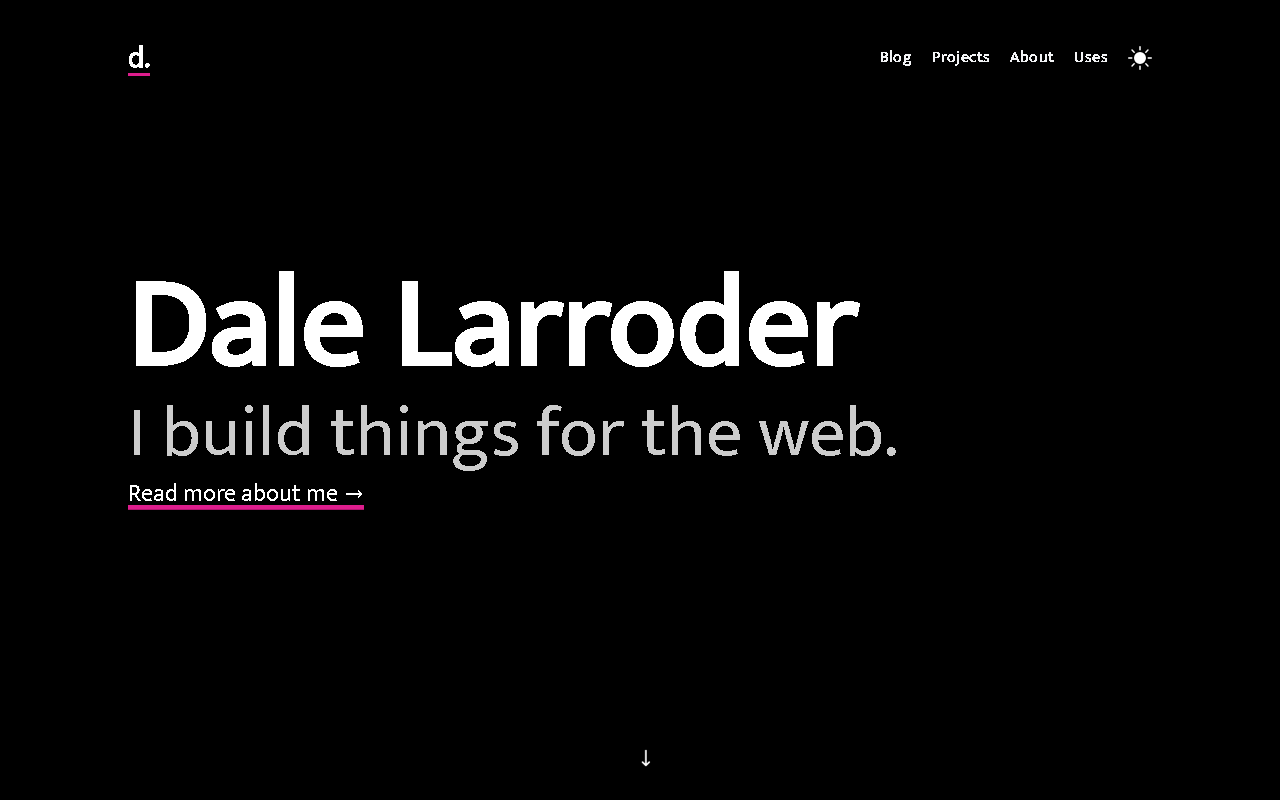 d.
Blog Projects About Uses
Dale Larroder
I build things for the web.
Read more about me →
↓